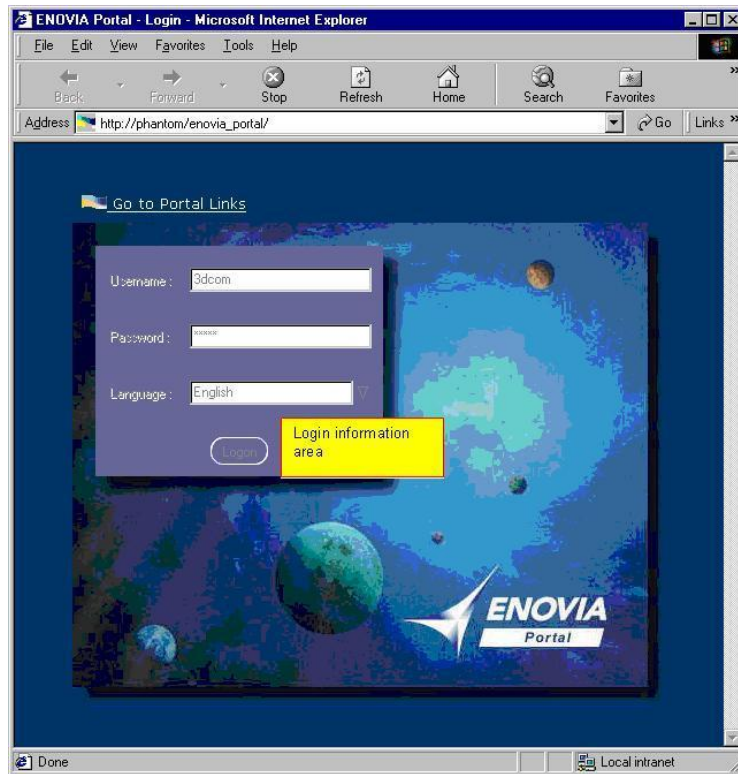 ENOVIA Portal - Login - Microsoft Internet Explorer
File Edit View Favorites Tools Help
Back Forward Stop Refresh Home Search Favorites »
Address http://phantom/enovia_portal/ Go Links »
Go to Portal Links
Username : 3dcom
Password : *****
Language : English
Logon
Login information
area
ENOVIA
Portal
Done Local intranet